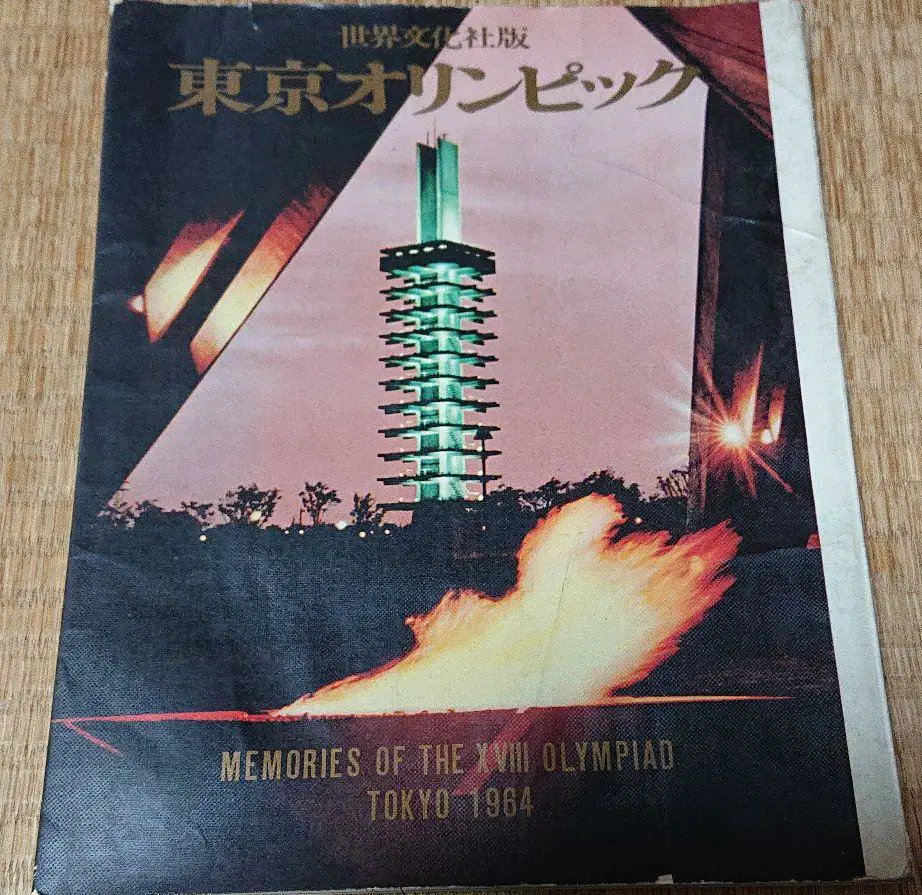 世界文化社版
東京オリンピック
MEMORIES OF THE XVIII OLYMPIAD
TOKYO 1964